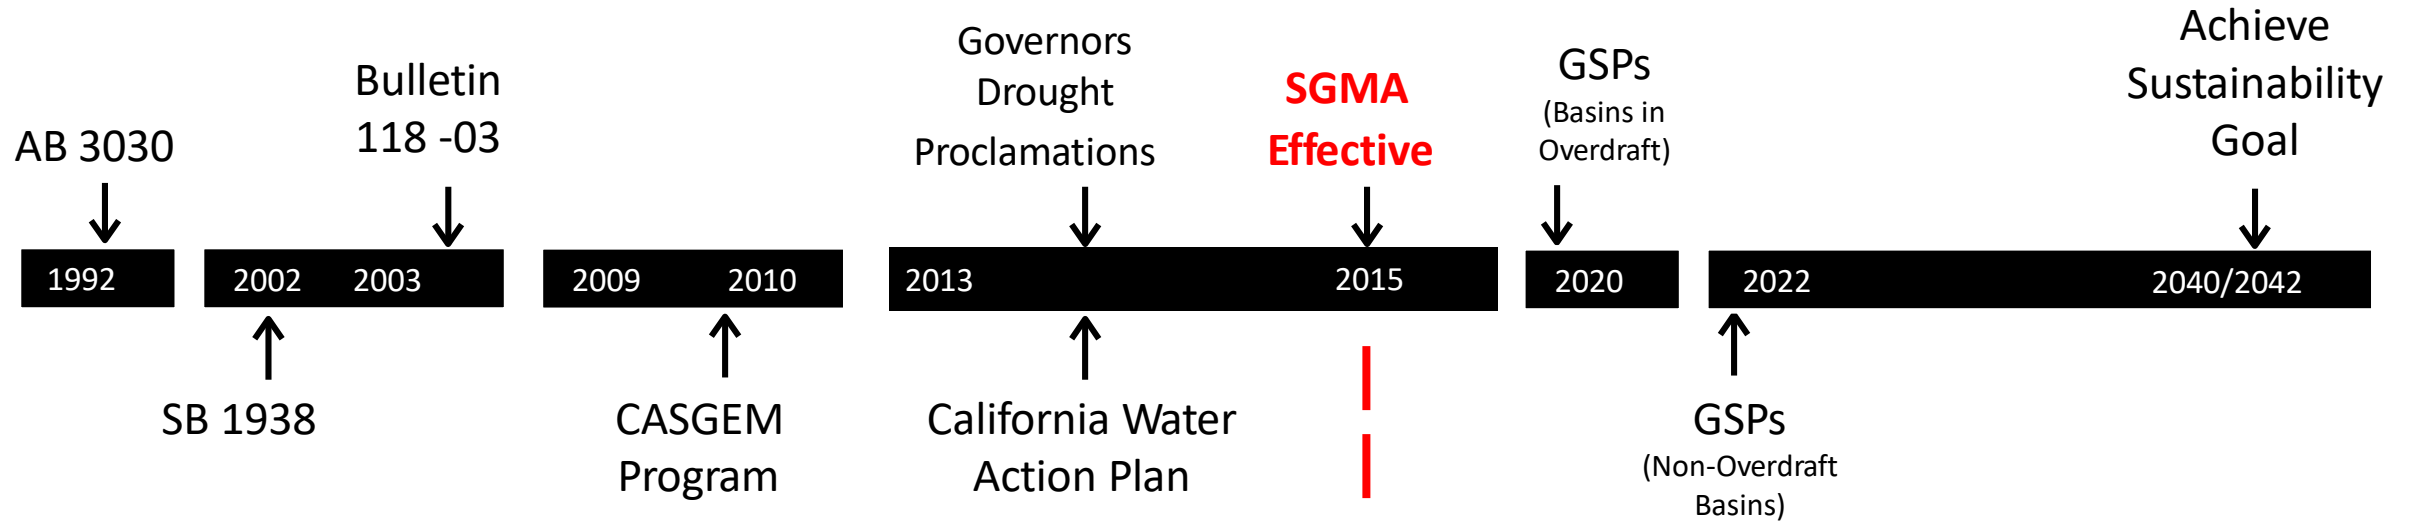 AB 3030
Bulletin
118 -03
Governors
Drought
Proclamations
SGMA
Effective
GSPs
(Basins in
Overdraft)
Achieve
Sustainability
Goal
1992
2002
2003
2009
2010
2013
2015
2020
2022
2040/2042
SB 1938
CASGEM
Program
California Water
Action Plan
GSPs
(Non-Overdraft
Basins)